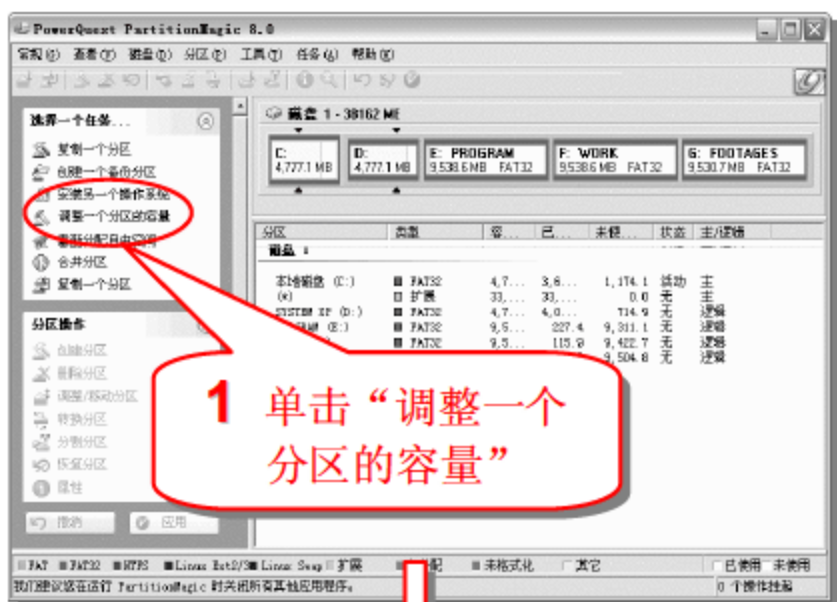 PowerQuest PartitionMagic 8.0
常规(G) 查看(V) 磁盘(D) 分区(P) 工具(T) 任务(A) 帮助(H)
选择一个任务...
创建一个备份分区
安装另一个操作系统
调整一个分区的容量
合并分区
复制一个分区
分区操作
创建分区
删除分区
调整/移动分区
转换分区
分割分区
恢复分区
属性
撤消 应用
磁盘 1 - 38162 MB
C: D: E: PROGRAM F: WORK G: FOOTAGES
4,777.1 MB 4,777.1 MB 9,538.6 MB FAT32 9,538.6 MB FAT32 9,530.7 MB FAT32
分区 类型 容... 已... 未使... 状态 主/逻辑
磁盘 1
本地磁盘 (C:) FAT32 4,7... 3,6... 1,174.1 活动 主
(*) 扩展 33,... 33,... 0.0 无 主
SYSTEM XP (D:) FAT32 4,7... 4,0... 714.9 无 逻辑
(E:) FAT32 9,5... 227.4 9,311.1 无 逻辑
FAT32 9,5... 115.9 9,422.7 无 逻辑
9,504.8 无 逻辑
1 单击“调整一个
分区的容量”
FAT FAT32 NTFS Linux Ext2/3 Linux Swap 扩展 未格式化 其它 已使用 未使用
我们建议您在运行 PartitionMagic 时关闭所有其他应用程序。 0 个操作挂起